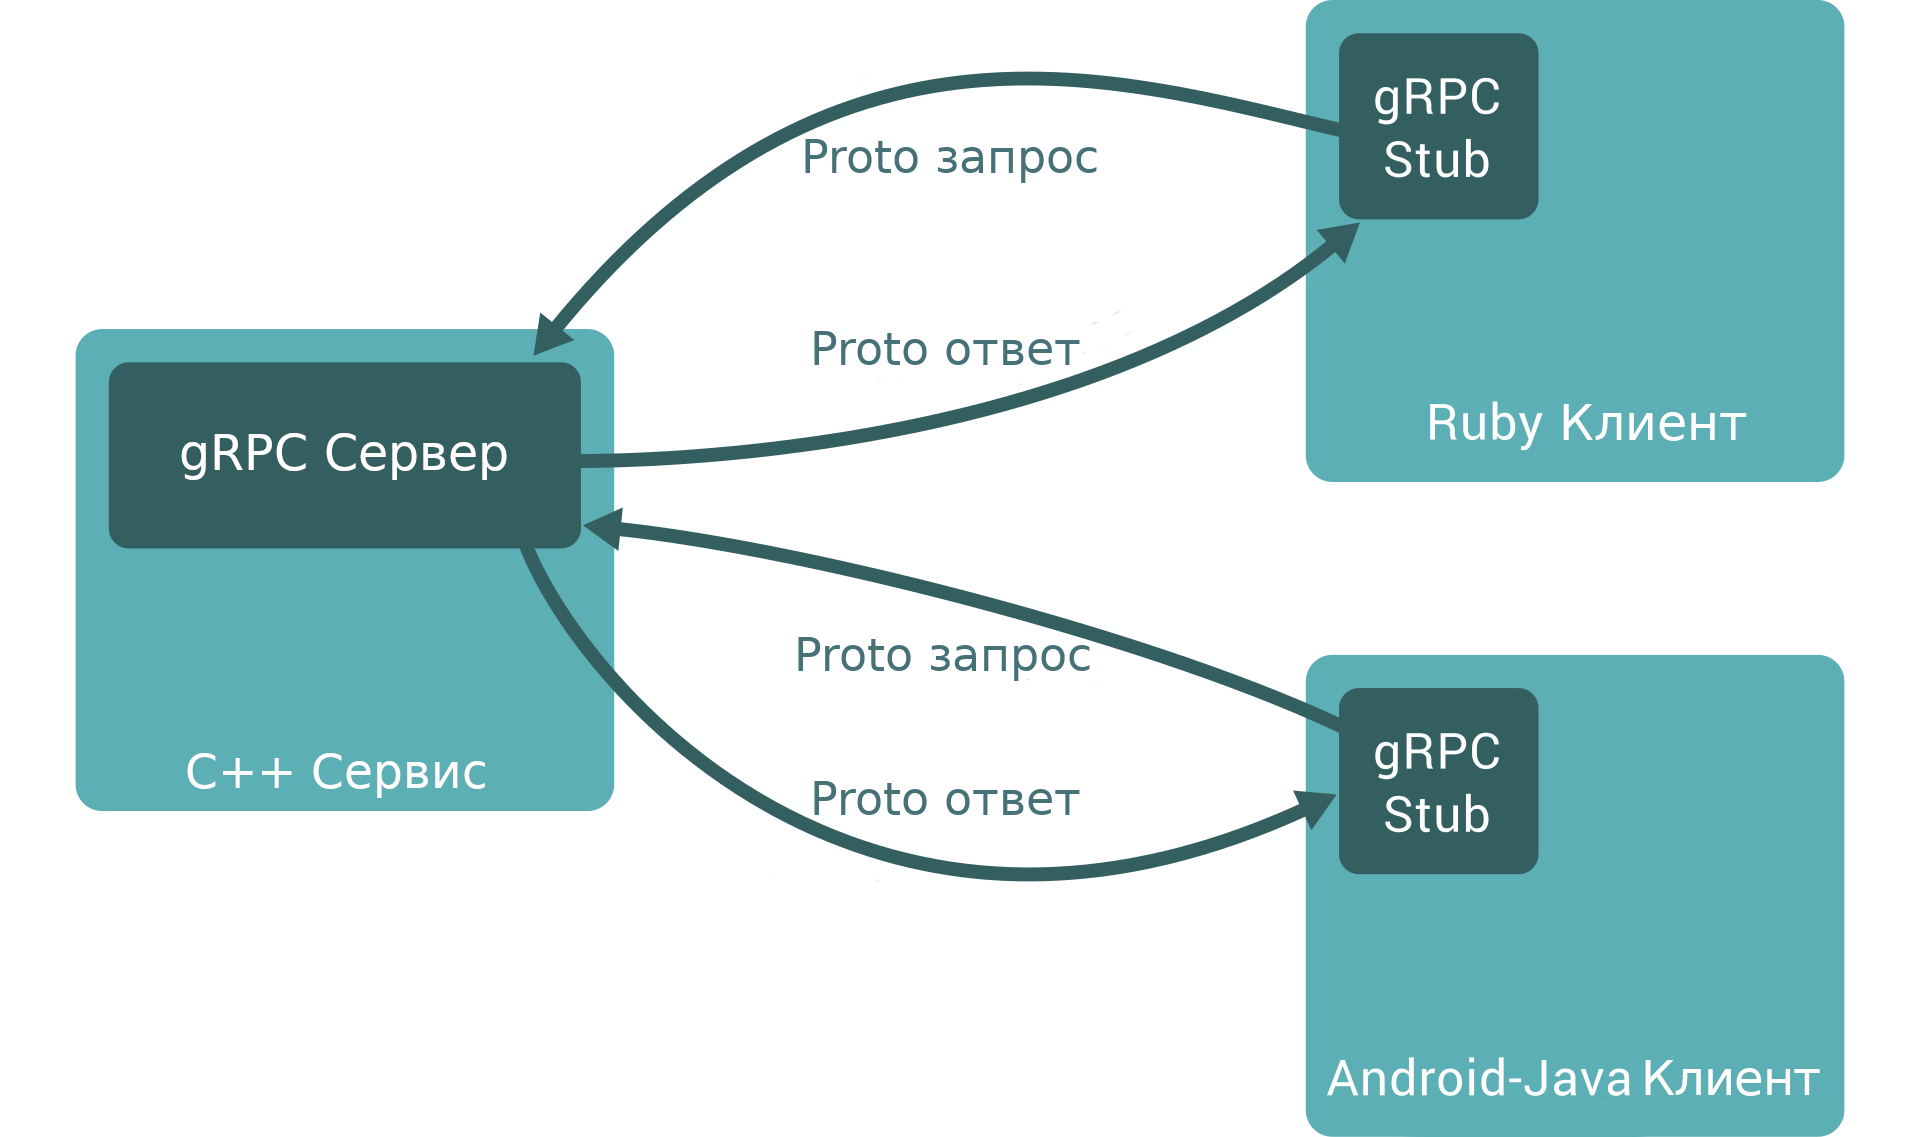 gRPC
Stub
Proto запрос
Proto ответ
Ruby Клиент
gRPC Сервер
C++ Сервис
Proto запрос
Proto ответ
gRPC
Stub
Android-Java Клиент